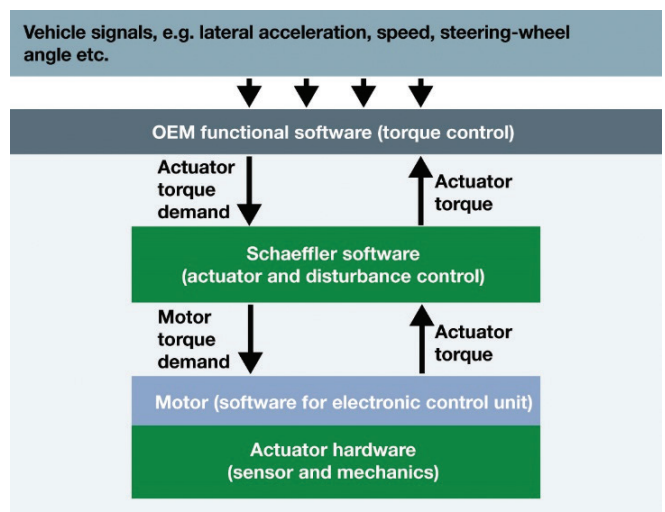 Vehicle signals, e.g. lateral acceleration, speed, steering-wheel
angle etc.
OEM functional software (torque control)
Actuator
torque
demand
Actuator
torque
Schaeffler software
(actuator and disturbance control)
Motor
torque
demand
Actuator
torque
Motor (software for electronic control unit)
Actuator hardware
(sensor and mechanics)